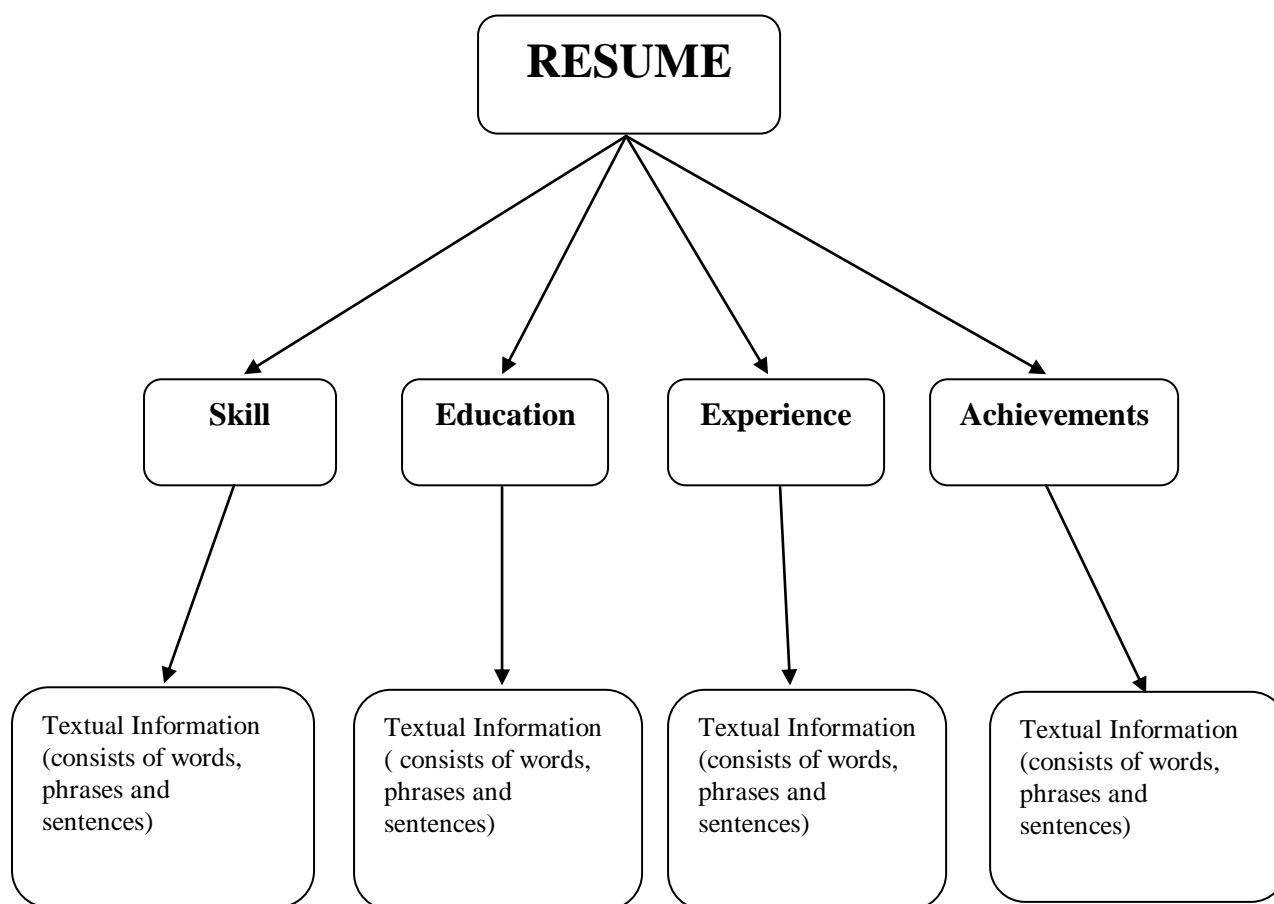 RESUME
Skill
Education
Experience
Achievements
Textual Information
(consists of words,
phrases and
sentences)
Textual Information
( consists of words,
phrases and
sentences)
Textual Information
(consists of words,
phrases and
sentences)
Textual Information
(consists of words,
phrases and
sentences)